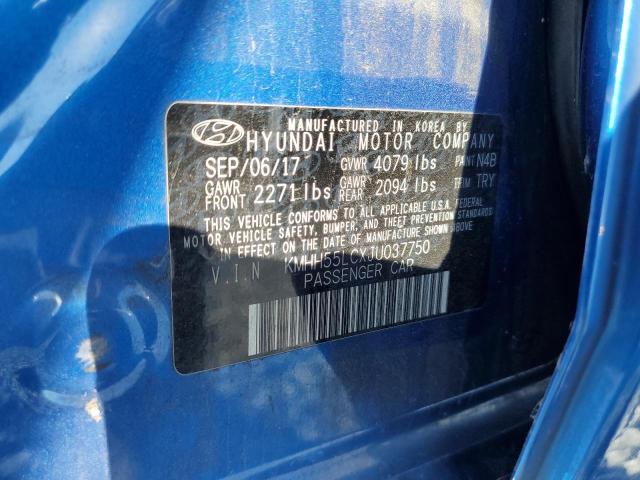 MANUFACTURED IN KOREA BY
HYUNDAI MOTOR COMPANY
SEP/06/17 GVWR 4079 lbs PAINT N4B
GAWR FRONT 2271 lbs GAWR REAR 2094 lbs TRIM TRY
THIS VEHICLE CONFORMS TO ALL APPLICABLE U.S.A. FEDERAL
MOTOR VEHICLE SAFETY, BUMPER, AND THEFT PREVENTION STANDARDS
IN EFFECT ON THE DATE OF MANUFACTURE SHOWN ABOVE
V.I.N KMHH55LCXJU037750
PASSENGER CAR